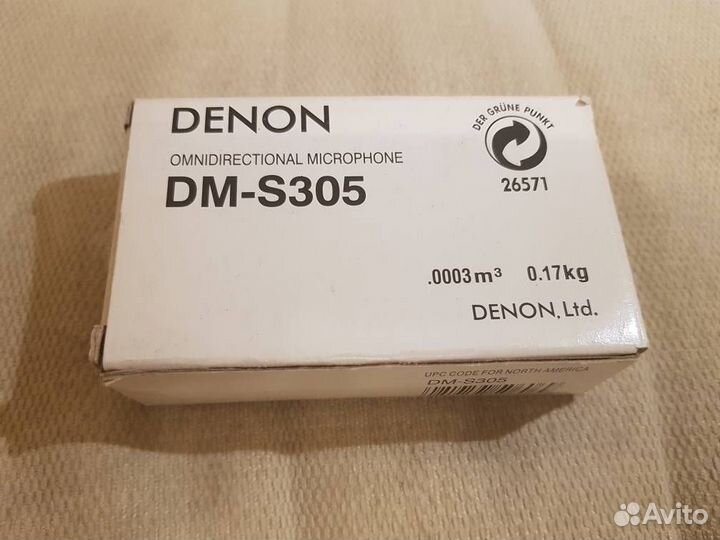 DENON
OMNIDIRECTIONAL MICROPHONE
DM-S305
DER GRÜNE PUNKT
26571
.0003m³ 0.17kg
DENON, Ltd.
UPC CODE FOR NORTH AMERICA
DM-S305
Avito